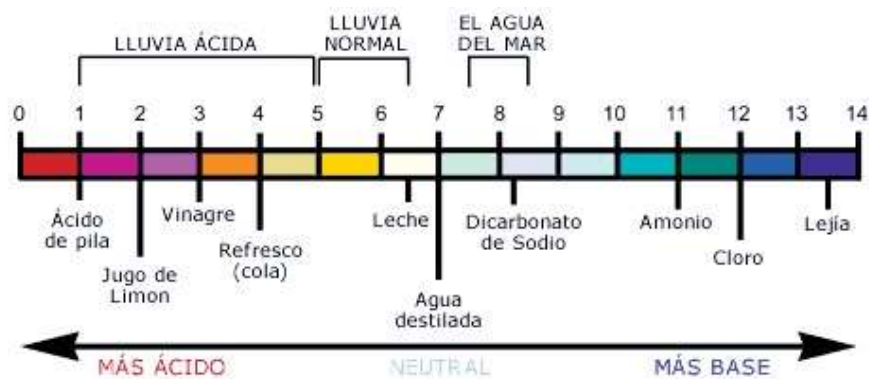 LLUVIA ÁCIDA
LLUVIA
NORMAL
EL AGUA
DEL MAR
0 1 2 3 4 5 6 7 8 9 10 11 12 13 14
Ácido
de pila
Jugo de
Limon
Vinagre
Refresco
(cola)
Leche
Agua
destilada
Dicarbonato
de Sodio
Amonio
Cloro
Lejía
MÁS ÁCIDO
NEUTRAL
MÁS BASE